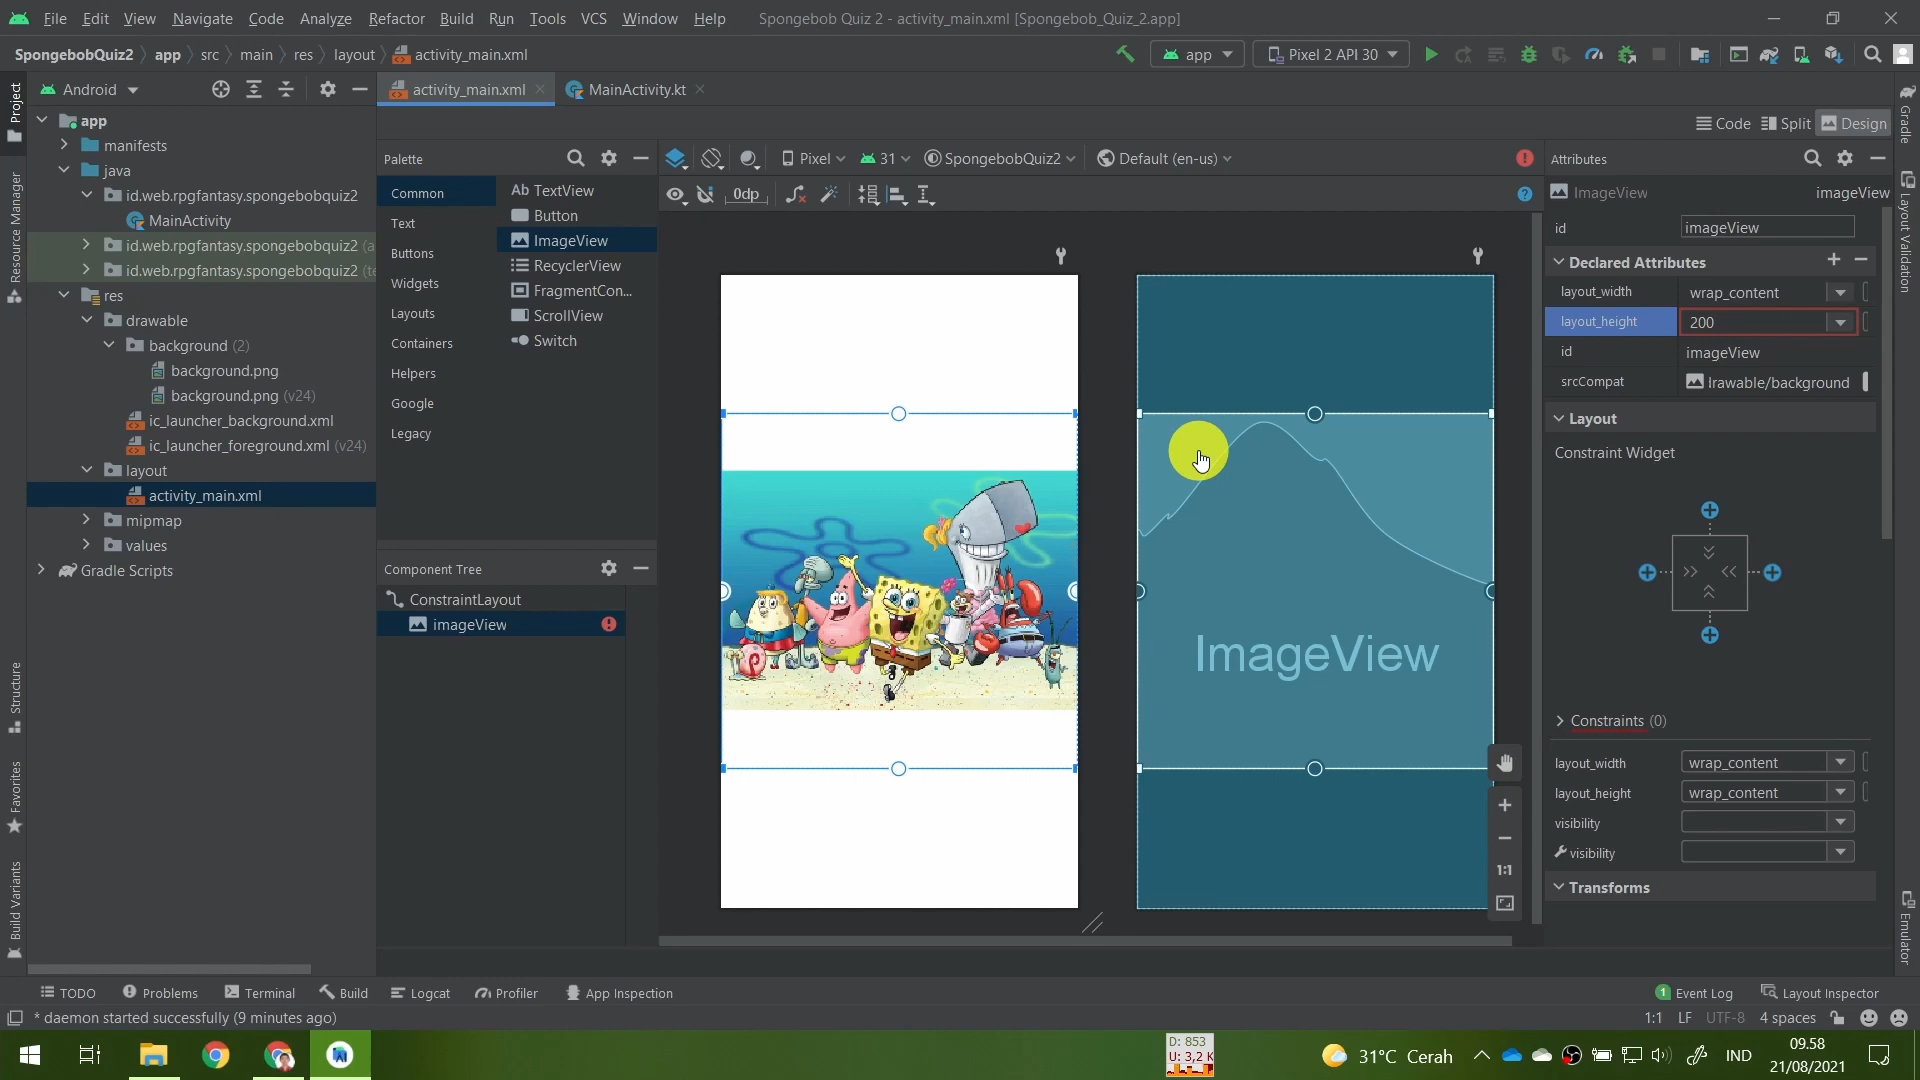 File Edit View Navigate Code Analyze Refactor Build Run Tools VCS Window Help Spongebob Quiz 2 - activity_main.xml [Spongebob_Quiz_2.app]
SpongebobQuiz2 app src main res layout activity_main.xml app Pixel 2 API 30
Android activity_main.xml MainActivity.kt
Project
Resource Manager
Structure
Favorites
Build Variants
app
manifests
java
id.web.rpgfantasy.spongebobquiz2
MainActivity
id.web.rpgfantasy.spongebobquiz2 (a
id.web.rpgfantasy.spongebobquiz2 (te
res
drawable
background (2)
background.png
background.png (v24)
ic_launcher_background.xml
ic_launcher_foreground.xml (v24)
layout
activity_main.xml
mipmap
values
Gradle Scripts
Code Split Design
Palette
Common
Text
Buttons
Widgets
Layouts
Containers
Helpers
Google
Legacy
Ab TextView
Button
ImageView
RecyclerView
FragmentCon...
ScrollView
Switch
Component Tree
ConstraintLayout
imageView
Pixel 31 SpongebobQuiz2 Default (en-us)
0dp
ImageView
1:1
Attributes
ImageView imageView
id imageView
Declared Attributes
layout_width wrap_content
layout_height 200
id imageView
srcCompat lrawable/background
Layout
Constraint Widget
Constraints (0)
layout_width wrap_content
layout_height wrap_content
visibility
visibility
Transforms
Gradle
Layout Validation
Emulator
TODO Problems Terminal Build Logcat Profiler App Inspection 1 Event Log Layout Inspector
* daemon started successfully (9 minutes ago) 1:1 LF UTF-8 4 spaces
D: 853
U: 3,2 K
31°C Cerah IND
09.58
21/08/2021